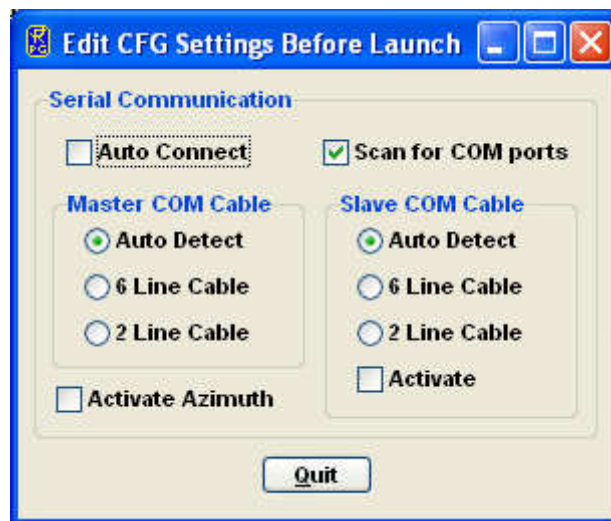 Edit CFG Settings Before Launch
Serial Communication
Auto Connect
Scan for COM ports
Master COM Cable
Auto Detect
6 Line Cable
2 Line Cable
Slave COM Cable
Auto Detect
6 Line Cable
2 Line Cable
Activate
Activate Azimuth
Quit